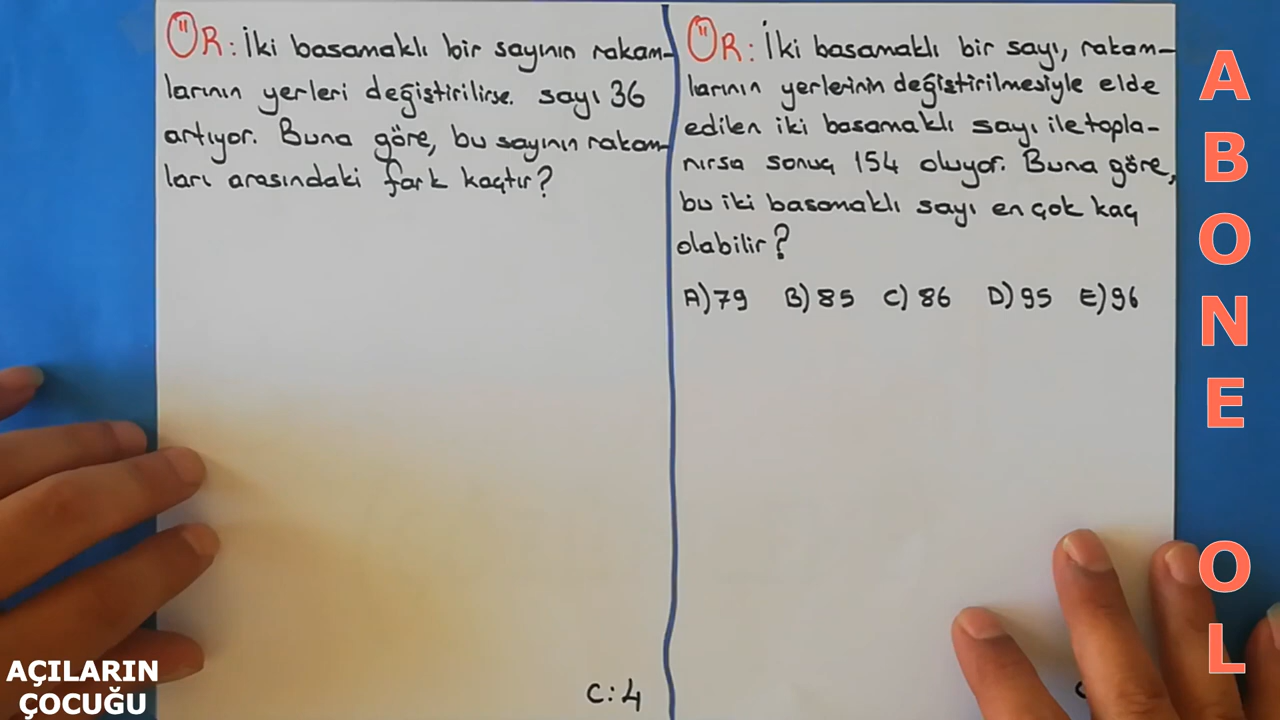 ÖR: İki basamaklı bir sayının rakam-
larının yerleri değiştirilirse. sayı 36
artıyor. Buna göre, bu sayının rakam-
ları arasındaki fark kaçtır?
C:4
ÖR: İki basamaklı bir sayı, rakam-
larının yerlerinin değiştirilmesiyle elde
edilen iki basamaklı sayı ile topla-
nırsa sonuç 154 oluyor. Buna göre,
bu iki basamaklı sayı en çok kaç
olabilir?
A)79 B)85 C)86 D)95 E)96
ABONE OL
AÇILARIN
ÇOCUĞU